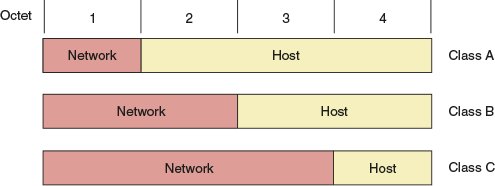 Octet 1 2 3 4
Network Host Class A
Network Host Class B
Network Host Class C